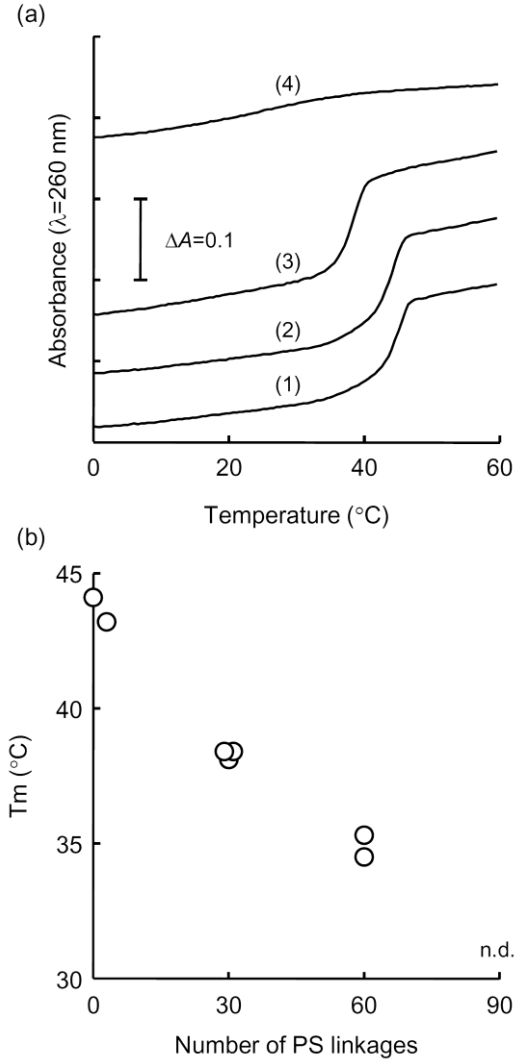 (a)
Absorbance (λ=260 nm)
(4)
ΔA=0.1
(3)
(2)
(1)
0 20 40 60
Temperature (°C)
(b)
45
40
35
30
Tm (°C)
n.d.
0 30 60 90
Number of PS linkages